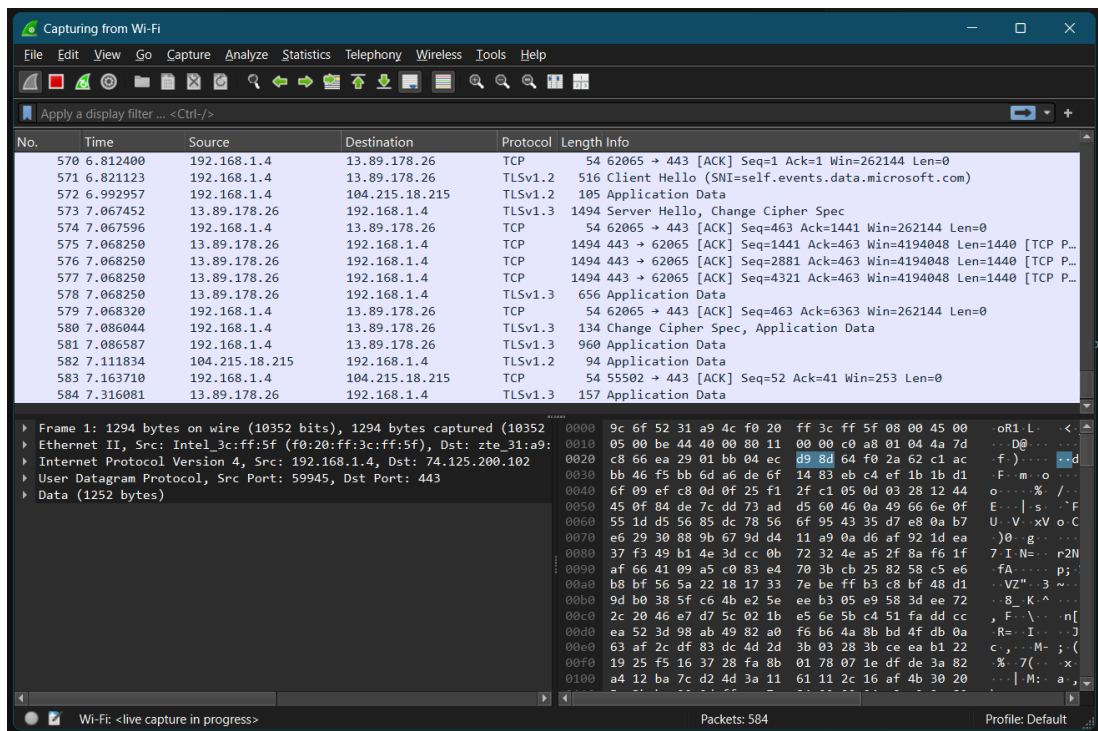 Capturing from Wi-Fi
File Edit View Go Capture Analyze Statistics Telephony Wireless Tools Help
Apply a display filter ... <Ctrl-/>
No. Time Source Destination Protocol Length Info
570 6.812400 192.168.1.4 13.89.178.26 TCP 54 62065 → 443 [ACK] Seq=1 Ack=1 Win=262144 Len=0
571 6.821123 192.168.1.4 13.89.178.26 TLSv1.2 516 Client Hello (SNI=self.events.data.microsoft.com)
572 6.992957 192.168.1.4 104.215.18.215 TLSv1.2 105 Application Data
573 7.067452 13.89.178.26 192.168.1.4 TLSv1.3 1494 Server Hello, Change Cipher Spec
574 7.067596 192.168.1.4 13.89.178.26 TCP 54 62065 → 443 [ACK] Seq=463 Ack=1441 Win=262144 Len=0
575 7.068250 13.89.178.26 192.168.1.4 TCP 1494 443 → 62065 [ACK] Seq=1441 Ack=463 Win=4194048 Len=1440 [TCP P…
576 7.068250 13.89.178.26 192.168.1.4 TCP 1494 443 → 62065 [ACK] Seq=2881 Ack=463 Win=4194048 Len=1440 [TCP P…
577 7.068250 13.89.178.26 192.168.1.4 TCP 1494 443 → 62065 [ACK] Seq=4321 Ack=463 Win=4194048 Len=1440 [TCP P…
578 7.068250 13.89.178.26 192.168.1.4 TLSv1.3 656 Application Data
579 7.068320 192.168.1.4 13.89.178.26 TCP 54 62065 → 443 [ACK] Seq=463 Ack=6363 Win=262144 Len=0
580 7.086044 192.168.1.4 13.89.178.26 TLSv1.3 134 Change Cipher Spec, Application Data
581 7.086587 192.168.1.4 13.89.178.26 TLSv1.3 960 Application Data
582 7.111834 104.215.18.215 192.168.1.4 TLSv1.2 94 Application Data
583 7.163710 192.168.1.4 104.215.18.215 TCP 54 55502 → 443 [ACK] Seq=52 Ack=41 Win=253 Len=0
584 7.316081 13.89.178.26 192.168.1.4 TLSv1.3 157 Application Data
Frame 1: 1294 bytes on wire (10352 bits), 1294 bytes captured (10352
Ethernet II, Src: Intel_3c:ff:5f (f0:20:ff:3c:ff:5f), Dst: zte_31:a9:
Internet Protocol Version 4, Src: 192.168.1.4, Dst: 74.125.200.102
User Datagram Protocol, Src Port: 59945, Dst Port: 443
Data (1252 bytes)
0000 9c 6f 52 31 a9 4c f0 20 ff 3c ff 5f 08 00 45 00 ·oR1·L· ·<·
0010 05 00 be 44 40 00 80 11 00 00 c0 a8 01 04 4a 7d ···D@···
0020 c8 66 ea 29 01 bb 04 ec d9 8d 64 f0 2a 62 c1 ac ·f·)···· ··d
0030 bb 46 f5 bb 6d a6 de 6f 14 83 eb c4 ef 1b 1b d1 ·F··m··o
0040 6f 09 ef c8 0d 0f 25 f1 2f c1 05 0d 03 28 12 44 o·····%· /··
0050 45 0f 84 de 7c dd 73 ad d5 60 46 0a 49 66 6e 0f E···|·s· ·`F
0060 55 1d d5 56 85 dc 78 56 6f 95 43 35 d7 e8 0a b7 U··V··xV o·C
0070 e6 29 30 88 9b 67 9d d4 11 a9 0a d6 af 92 1d ea ·)0··g··
0080 37 f3 49 b1 4e 3d cc 0b 72 32 4e a5 2f 8a f6 1f 7·I·N=·· r2N
0090 af 66 41 09 a5 c0 83 e4 70 3b cb 25 82 58 c5 e6 ·fA····· p;·
00a0 b8 bf 56 5a 22 18 17 33 7e be ff b3 c8 bf 48 d1 ··VZ"··3 ~··
00b0 9d b0 38 5f c6 4b e2 5e ee b3 05 e9 58 3d ee 72 ··8_·K·^ ···
00c0 2c 20 46 e7 d7 5c 02 1b e5 6e 5b c4 51 fa dd cc , F··\·· ·n[
00d0 ea 52 3d 98 ab 49 82 a0 f6 b6 4a 8b bd 4f db 0a ·R=··I·· ··J
00e0 63 af 2c df 83 dc 4d 2d 3b 03 28 3b ce ea b1 22 c·,···M- ;·(
00f0 19 25 f5 16 37 28 fa 8b 01 78 07 1e df de 3a 82 ·%··7(·· ·x·
0100 a4 12 ba 7c d2 4d 3a 11 61 11 2c 16 af 4b 30 20 ···|·M:· a·,
Wi-Fi: <live capture in progress>
Packets: 584
Profile: Default